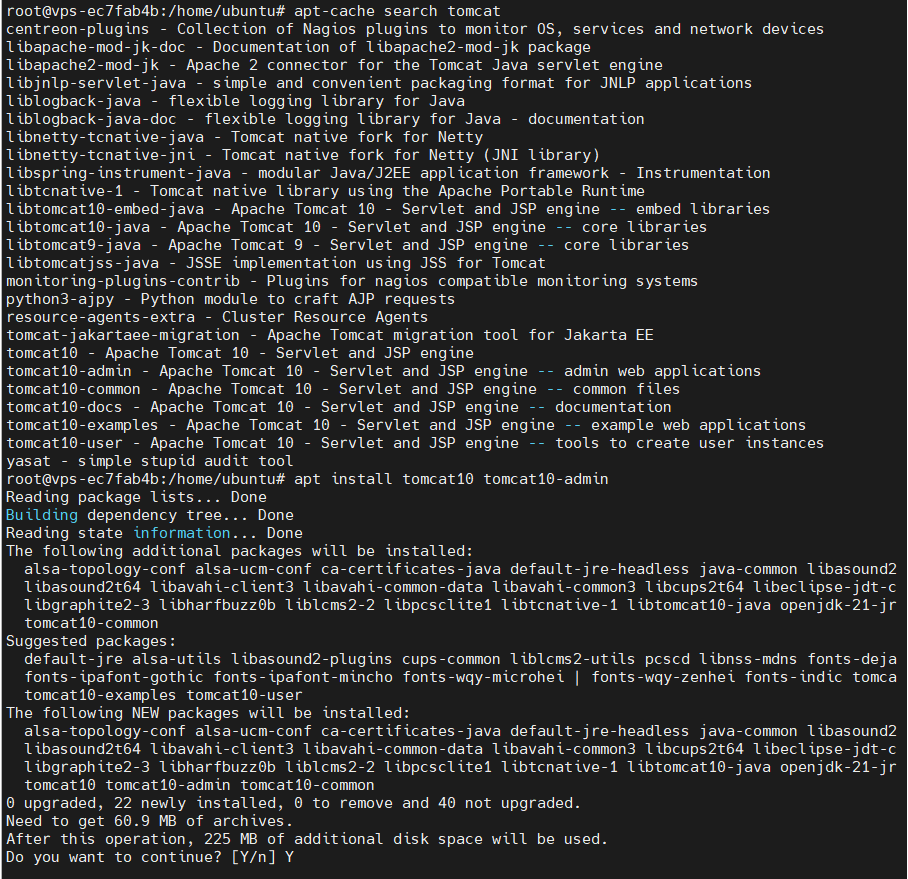 root@vps-ec7fab4b:/home/ubuntu# apt-cache search tomcat
centreon-plugins - Collection of Nagios plugins to monitor OS, services and network devices
libapache-mod-jk-doc - Documentation of libapache2-mod-jk package
libapache2-mod-jk - Apache 2 connector for the Tomcat Java servlet engine
libjnlp-servlet-java - simple and convenient packaging format for JNLP applications
liblogback-java - flexible logging library for Java
liblogback-java-doc - flexible logging library for Java - documentation
libnetty-tcnative-java - Tomcat native fork for Netty
libnetty-tcnative-jni - Tomcat native fork for Netty (JNI library)
libspring-instrument-java - modular Java/J2EE application framework - Instrumentation
libtcnative-1 - Tomcat native library using the Apache Portable Runtime
libtomcat10-embed-java - Apache Tomcat 10 - Servlet and JSP engine -- embed libraries
libtomcat10-java - Apache Tomcat 10 - Servlet and JSP engine -- core libraries
libtomcat9-java - Apache Tomcat 9 - Servlet and JSP engine -- core libraries
libtomcatjss-java - JSSE implementation using JSS for Tomcat
monitoring-plugins-contrib - Plugins for nagios compatible monitoring systems
python3-ajpy - Python module to craft AJP requests
resource-agents-extra - Cluster Resource Agents
tomcat-jakartaee-migration - Apache Tomcat migration tool for Jakarta EE
tomcat10 - Apache Tomcat 10 - Servlet and JSP engine
tomcat10-admin - Apache Tomcat 10 - Servlet and JSP engine -- admin web applications
tomcat10-common - Apache Tomcat 10 - Servlet and JSP engine -- common files
tomcat10-docs - Apache Tomcat 10 - Servlet and JSP engine -- documentation
tomcat10-examples - Apache Tomcat 10 - Servlet and JSP engine -- example web applications
tomcat10-user - Apache Tomcat 10 - Servlet and JSP engine -- tools to create user instances
yasat - simple stupid audit tool
root@vps-ec7fab4b:/home/ubuntu# apt install tomcat10 tomcat10-admin
Reading package lists... Done
Building dependency tree... Done
Reading state information... Done
The following additional packages will be installed:
  alsa-topology-conf alsa-ucm-conf ca-certificates-java default-jre-headless java-common libasound2
  libasound2t64 libavahi-client3 libavahi-common-data libavahi-common3 libcups2t64 libeclipse-jdt-c
  libgraphite2-3 libharfbuzz0b liblcms2-2 libpcsclite1 libtcnative-1 libtomcat10-java openjdk-21-jr
  tomcat10-common
Suggested packages:
  default-jre alsa-utils libasound2-plugins cups-common liblcms2-utils pcscd libnss-mdns fonts-deja
  fonts-ipafont-gothic fonts-ipafont-mincho fonts-wqy-microhei | fonts-wqy-zenhei fonts-indic tomca
  tomcat10-examples tomcat10-user
The following NEW packages will be installed:
  alsa-topology-conf alsa-ucm-conf ca-certificates-java default-jre-headless java-common libasound2
  libasound2t64 libavahi-client3 libavahi-common-data libavahi-common3 libcups2t64 libeclipse-jdt-c
  libgraphite2-3 libharfbuzz0b liblcms2-2 libpcsclite1 libtcnative-1 libtomcat10-java openjdk-21-jr
  tomcat10 tomcat10-admin tomcat10-common
0 upgraded, 22 newly installed, 0 to remove and 40 not upgraded.
Need to get 60.9 MB of archives.
After this operation, 225 MB of additional disk space will be used.
Do you want to continue? [Y/n] Y